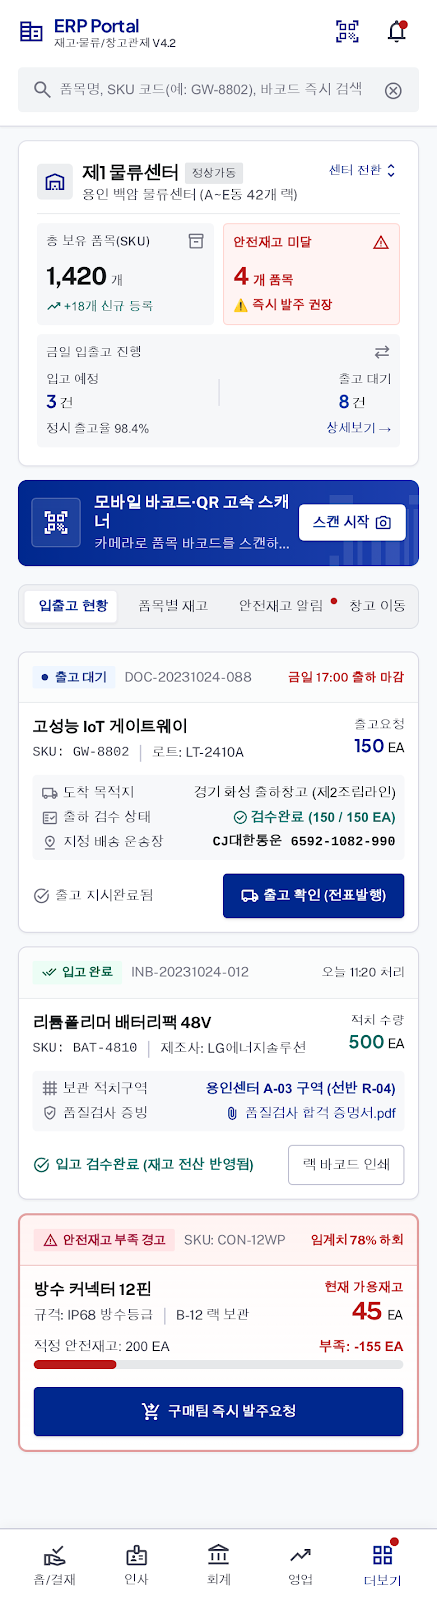 ERP Portal
재고·물류/창고관제 V4.2
품목명, SKU 코드(예: GW-8802), 바코드 즉시 검색
제1 물류센터 정상가동
센터 전환
용인 백암 물류센터 (A~E동 42개 랙)
총 보유 품목(SKU)
1,420 개
+18개 신규 등록
안전재고 미달
4 개 품목
⚠️ 즉시 발주 권장
금일 입출고 진행
입고 예정
3 건
정시 출고율 98.4%
출고 대기
8 건
상세보기 →
모바일 바코드·QR 고속 스캐
너
카메라로 품목 바코드를 스캔하...
스캔 시작
입출고 현황 품목별 재고 안전재고 알림 창고 이동
출고 대기 DOC-20231024-088 금일 17:00 출하 마감
고성능 IoT 게이트웨이
SKU: GW-8802 로트: LT-2410A
출고요청
150 EA
도착 목적지 경기 화성 출하창고 (제2조립라인)
출하 검수 상태 검수완료 (150 / 150 EA)
지정 배송 운송장 CJ대한통운 6592-1082-990
출고 지시완료됨
출고 확인 (전표발행)
입고 완료 INB-20231024-012 오늘 11:20 처리
리튬폴리머 배터리팩 48V
SKU: BAT-4810 제조사: LG에너지솔루션
적치 수량
500 EA
보관 적치구역 용인센터 A-03 구역 (선반 R-04)
품질검사 증빙 품질검사 합격 증명서.pdf
입고 검수완료 (재고 전산 반영됨)
랙 바코드 인쇄
안전재고 부족 경고 SKU: CON-12WP 임계치 78% 하회
방수 커넥터 12핀
규격: IP68 방수등급 B-12 랙 보관
현재 가용재고
45 EA
적정 안전재고: 200 EA 부족: -155 EA
구매팀 즉시 발주요청
홈/결재 인사 회계 영업 더보기